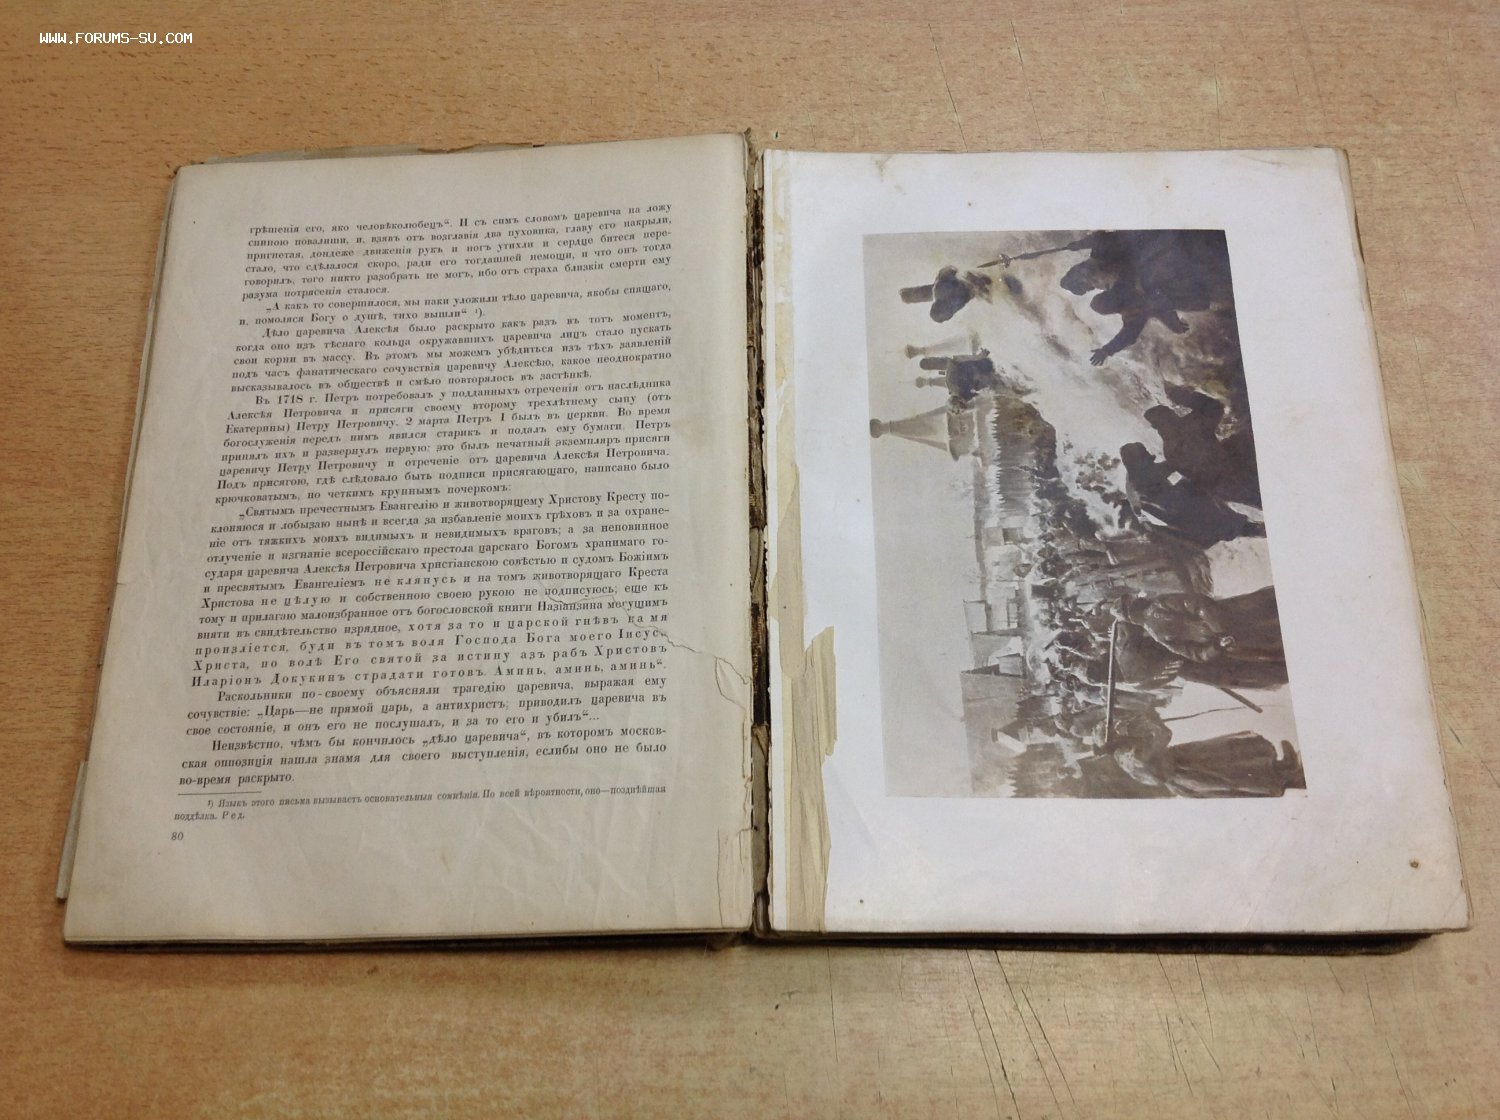 WWW.FORUMS-SU.COM
грѣшенія его, яко человѣколюбецъ“. И съ симъ словомъ царевича на ложу
спиною повалиши, и, взявъ отъ возглавія два пуховика, главу его накрыли,
пригнетая, дондеже движенія рукъ и ногъ утихли и сердце битеся пере-
стало, что сдѣлалося скоро, ради его тогдашней немощи, и что онъ тогда
говорилъ, того никто разобрать не могъ, ибо отъ страха близкія смерти ему
разума потрясенія сталося.
„А какъ то совершилося, мы паки уложили тѣло царевича, якобы спящаго,
и, помоляся Богу о душѣ, тихо вышли“ ¹).
Дѣло царевича Алексѣя было раскрыто какъ разъ въ тотъ моментъ,
когда оно изъ тѣснаго кольца окружавшихъ царевича лицъ стало пускать
свои корни въ массу. Въ этомъ мы можемъ убѣдиться изъ тѣхъ заявленій
подъ часъ фанатическаго сочувствія царевичу Алексѣю, какое неоднократно
высказывалось въ обществѣ и смѣло повторялось въ застѣнкѣ.
Въ 1718 г. Петръ потребовалъ у подданныхъ отреченія отъ наслѣдника
Алексѣя Петровича и присяги своему второму трехлѣтнему сыну (отъ
Екатерины) Петру Петровичу. 2 марта Петръ I былъ въ церкви. Во время
богослуженія передъ нимъ явился старикъ и подалъ ему бумаги. Петръ
принялъ ихъ и развернулъ первую: это былъ печатный экземпляръ присяги
царевичу Петру Петровичу и отреченіе отъ царевича Алексѣя Петровича.
Подъ присягою, гдѣ слѣдовало быть подписи присягающаго, написано было
крючковатымъ, но четкимъ крупнымъ почеркомъ:
„Святымъ пречестнымъ Евангелію и животворящему Христову Кресту по-
клоняюся и лобызаю нынѣ и всегда за избавленіе моихъ грѣховъ и за охране-
ніе отъ тяжкихъ моихъ видимыхъ и невидимыхъ враговъ; а за неповинное
отлученіе и изгнаніе всероссійскаго престола царскаго Богомъ хранимаго го-
сударя царевича Алексѣя Петровича христіанскою совѣстью и судомъ Божіимъ
и пресвятымъ Евангеліемъ не клянусь и на томъ животворящаго Креста
Христова не цѣлую и собственною своею рукою не подписуюсь; еще къ
тому и прилагаю малоизбранное отъ богословской книги Назіанзина могущимъ
вняти въ свидѣтельство изрядное, хотя за то и царской гнѣвъ на мя
произліется, буди въ томъ воля Господа Бога моего Іисуса
Христа, по волѣ Его святой за истину азъ рабъ Христовъ
Иларіонъ Докукинъ страдати готовъ. Аминь, аминь, аминь“.
Раскольники по-своему объясняли трагедію царевича, выражая ему
сочувствіе: „Царь—не прямой царь, а антихристъ; приводилъ царевича въ
свое состояніе, и онъ его не послушалъ, и за то его и убилъ“...
Неизвѣстно, чѣмъ бы кончилось „дѣло царевича“, въ которомъ москов-
ская оппозиція нашла знамя для своего выступленія, еслибы оно не было
во-время раскрыто.
¹) Языкъ этого письма вызываетъ основательныя сомнѣнія. По всей вѣроятности, оно—позднѣйшая
поддѣлка. Ред.
80